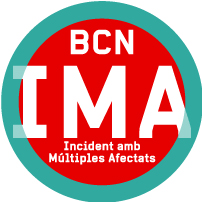 BCN
IMA
Incident amb
Múltiples Afectats